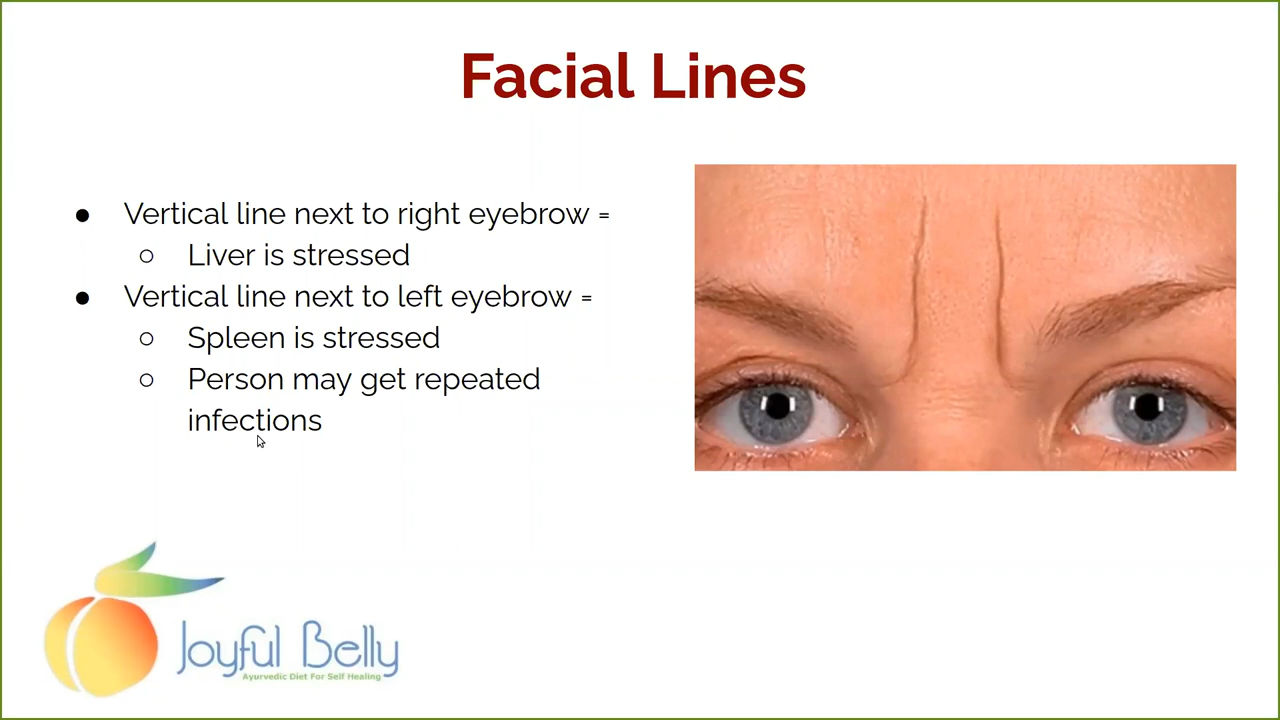 Facial Lines
● Vertical line next to right eyebrow =
○ Liver is stressed
● Vertical line next to left eyebrow =
○ Spleen is stressed
○ Person may get repeated
infections
Joyful Belly
Ayurvedic Diet For Self Healing